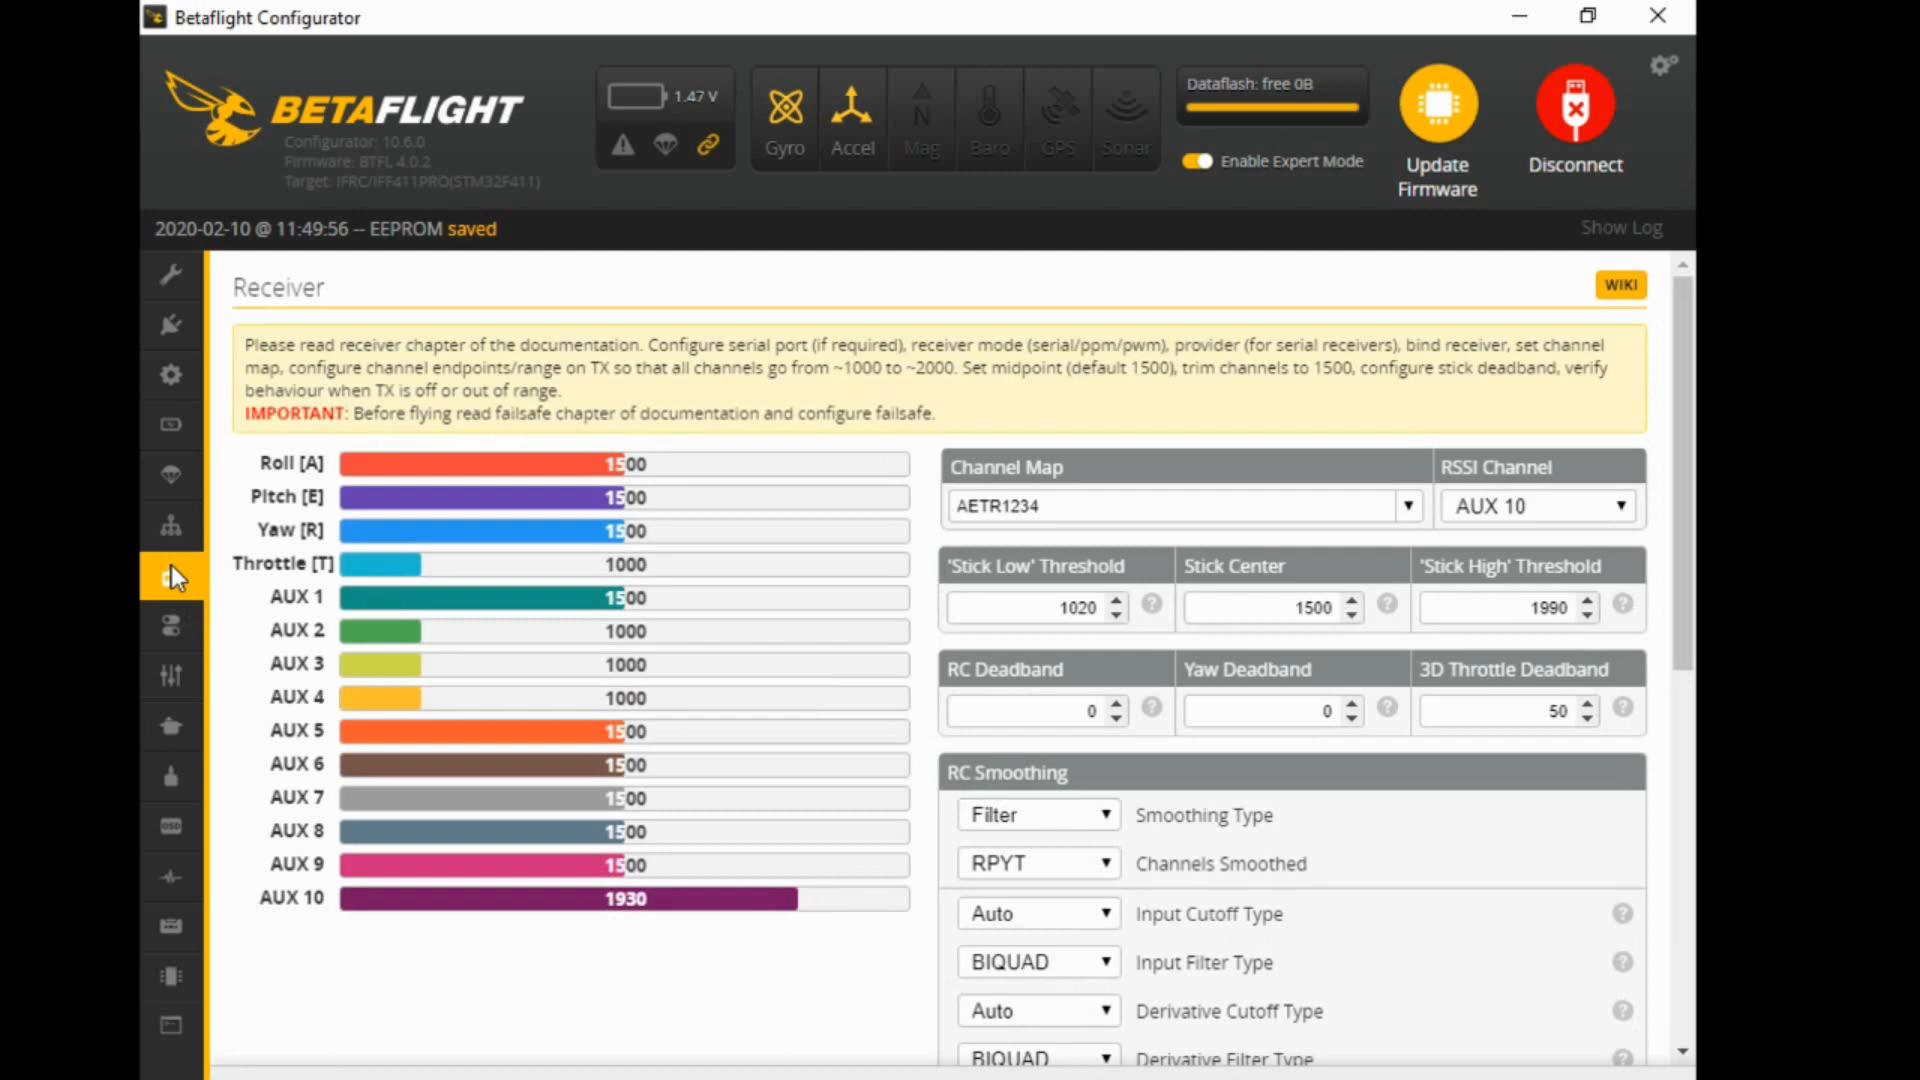 Betaflight Configurator
BETAFLIGHT
Configurator: 10.6.0
Firmware: BTFL 4.0.2
Target: IFRC/IFF411PRO(STM32F411)
1.47 V
Gyro
Accel
Mag
Baro
GPS
Sonar
Dataflash: free 0B
Enable Expert Mode
Update
Firmware
Disconnect
2020-02-10 @ 11:49:56 -- EEPROM saved
Show Log
Receiver
WIKI
Please read receiver chapter of the documentation. Configure serial port (if required), receiver mode (serial/ppm/pwm), provider (for serial receivers), bind receiver, set channel
map, configure channel endpoints/range on TX so that all channels go from ~1000 to ~2000. Set midpoint (default 1500), trim channels to 1500, configure stick deadband, verify
behaviour when TX is off or out of range.
IMPORTANT: Before flying read failsafe chapter of documentation and configure failsafe.
Roll [A] 1500
Pitch [E] 1500
Yaw [R] 1500
Throttle [T] 1000
AUX 1 1500
AUX 2 1000
AUX 3 1000
AUX 4 1000
AUX 5 1500
AUX 6 1500
AUX 7 1500
AUX 8 1500
AUX 9 1500
AUX 10 1930
Channel Map
RSSI Channel
AETR1234
AUX 10
'Stick Low' Threshold
Stick Center
'Stick High' Threshold
1020
1500
1990
RC Deadband
Yaw Deadband
3D Throttle Deadband
0
0
50
RC Smoothing
Filter Smoothing Type
RPYT Channels Smoothed
Auto Input Cutoff Type
BIQUAD Input Filter Type
Auto Derivative Cutoff Type
BIQUAD Derivative Filter Type